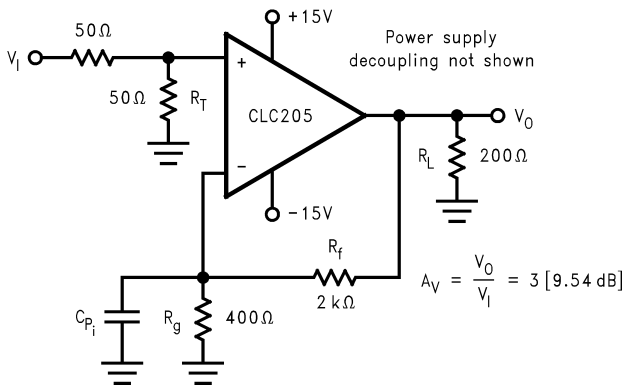 +15V
Power supply
decoupling not shown
50Ω
V_I
+
50Ω
R_T
CLC205
V_O
−
R_L
200Ω
−15V
R_f
A_V = V_O / V_I = 3 [9.54 dB]
2 kΩ
C_Pi
R_g
400Ω